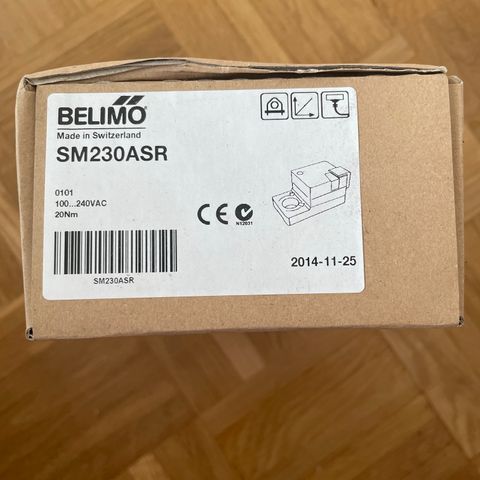 BELIMO
Made in Switzerland
SM230ASR
0101
100...240VAC
20Nm
N12631
2014-11-25
SM230ASR